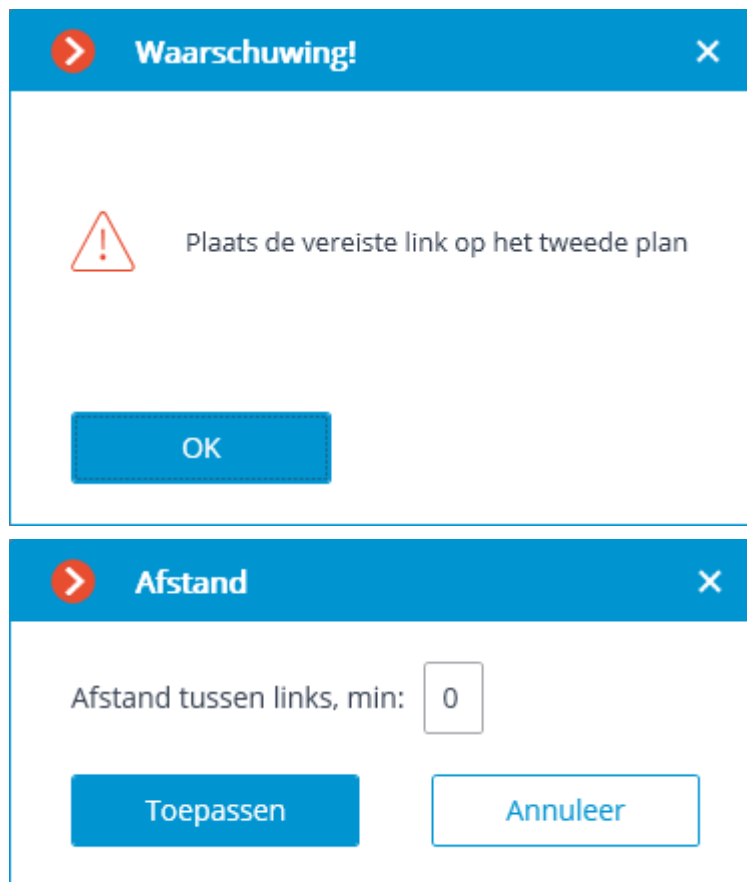 Waarschuwing!
Plaats de vereiste link op het tweede plan
OK
Afstand
Afstand tussen links, min: 0
Toepassen Annuleer